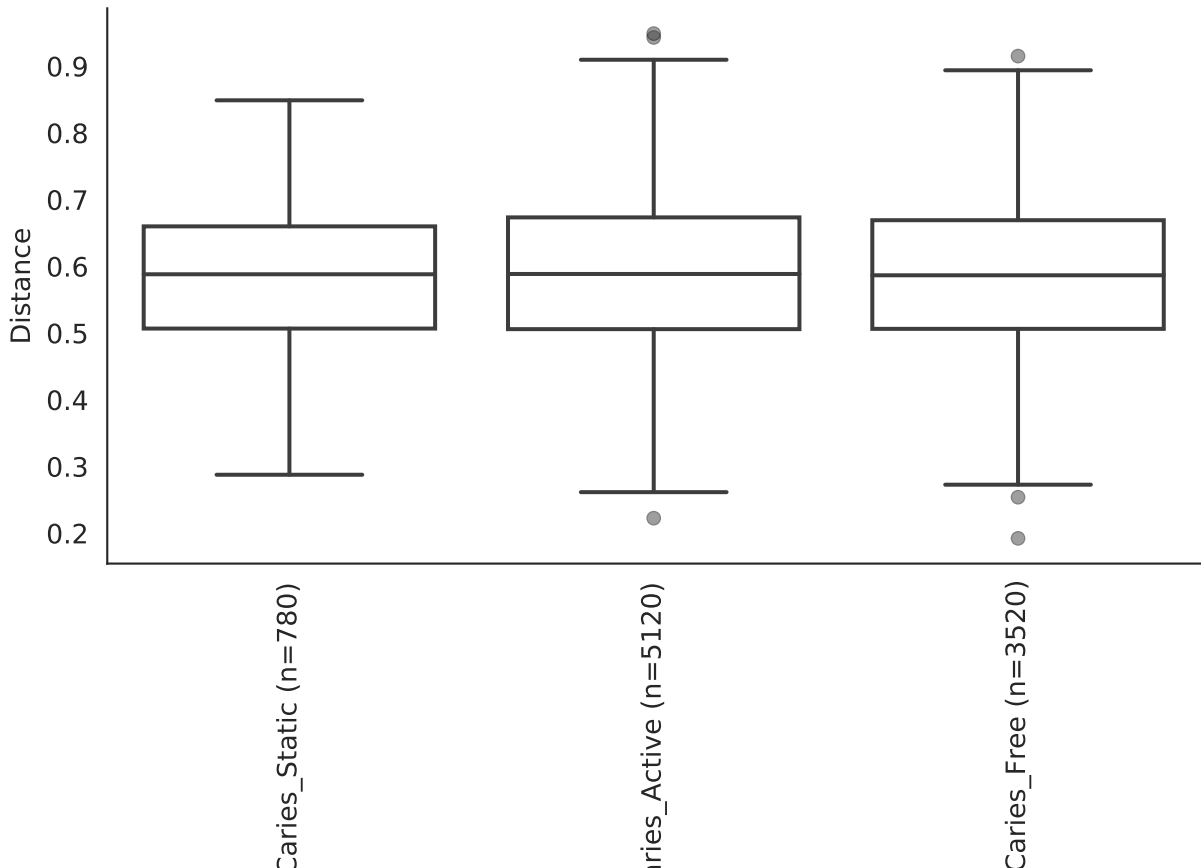 Distance
0.9
0.8
0.7
0.6
0.5
0.4
0.3
0.2
Caries_Static (n=780)
aries_Active (n=5120)
Caries_Free (n=3520)